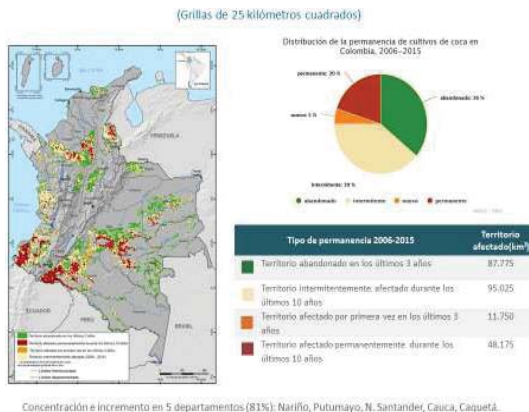 (Grillas de 25 kilómetros cuadrados)
Distribución de la permanencia de cultivos de coca en
Colombia, 2006–2015
permanente: 20 %
abandonado: 36 %
nuevo: 5 %
intermitente: 39 %
abandonado intermitente nuevo permanente
VENEZUELA
ECUADOR
PERÚ
BRASIL
Tipo de permanencia 2006-2015
Territorio
afectado(km²)
Territorio abandonado en los últimos 3 años
87.775
Territorio intermitentemente afectado durante los
últimos 10 años
95.025
Territorio afectado por primera vez en los últimos 3
años
11.750
Territorio afectado permanentemente durante los
últimos 10 años
48.175
Concentración e incremento en 5 departamentos (81%): Nariño, Putumayo, N. Santander, Cauca, Caquetá.